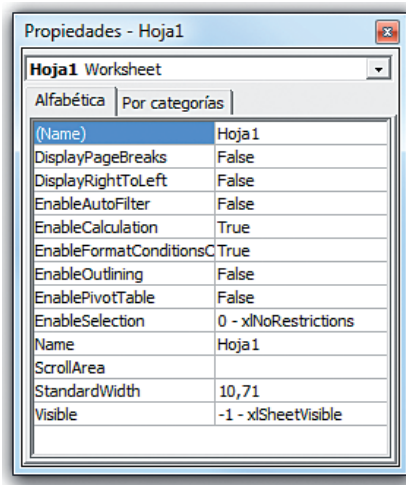 Propiedades - Hoja1
Hoja1 Worksheet
Alfabética Por categorías
(Name) Hoja1
DisplayPageBreaks False
DisplayRightToLeft False
EnableAutoFilter False
EnableCalculation True
EnableFormatConditionsC True
EnableOutlining False
EnablePivotTable False
EnableSelection 0 - xlNoRestrictions
Name Hoja1
ScrollArea
StandardWidth 10,71
Visible -1 - xlSheetVisible